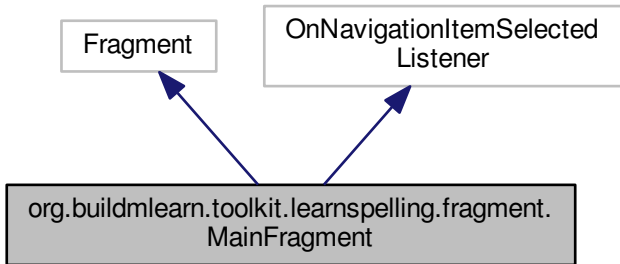 Fragment
OnNavigationItemSelected
Listener
org.buildmlearn.toolkit.learnspelling.fragment.
MainFragment